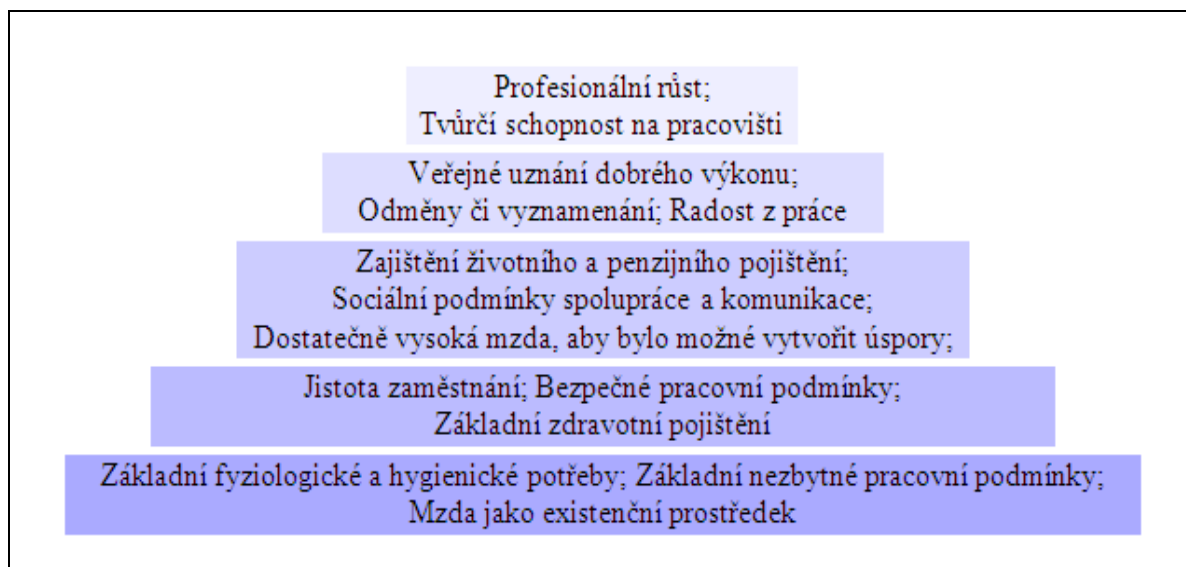 Profesionální růst;
Tvůrčí schopnost na pracovišti
Veřejné uznání dobrého výkonu;
Odměny či vyznamenání; Radost z práce
Zajištění životního a penzijního pojištění;
Sociální podmínky spolupráce a komunikace;
Dostatečně vysoká mzda, aby bylo možné vytvořit úspory;
Jistota zaměstnání; Bezpečné pracovní podmínky;
Základní zdravotní pojištění
Základní fyziologické a hygienické potřeby; Základní nezbytné pracovní podmínky;
Mzda jako existenční prostředek